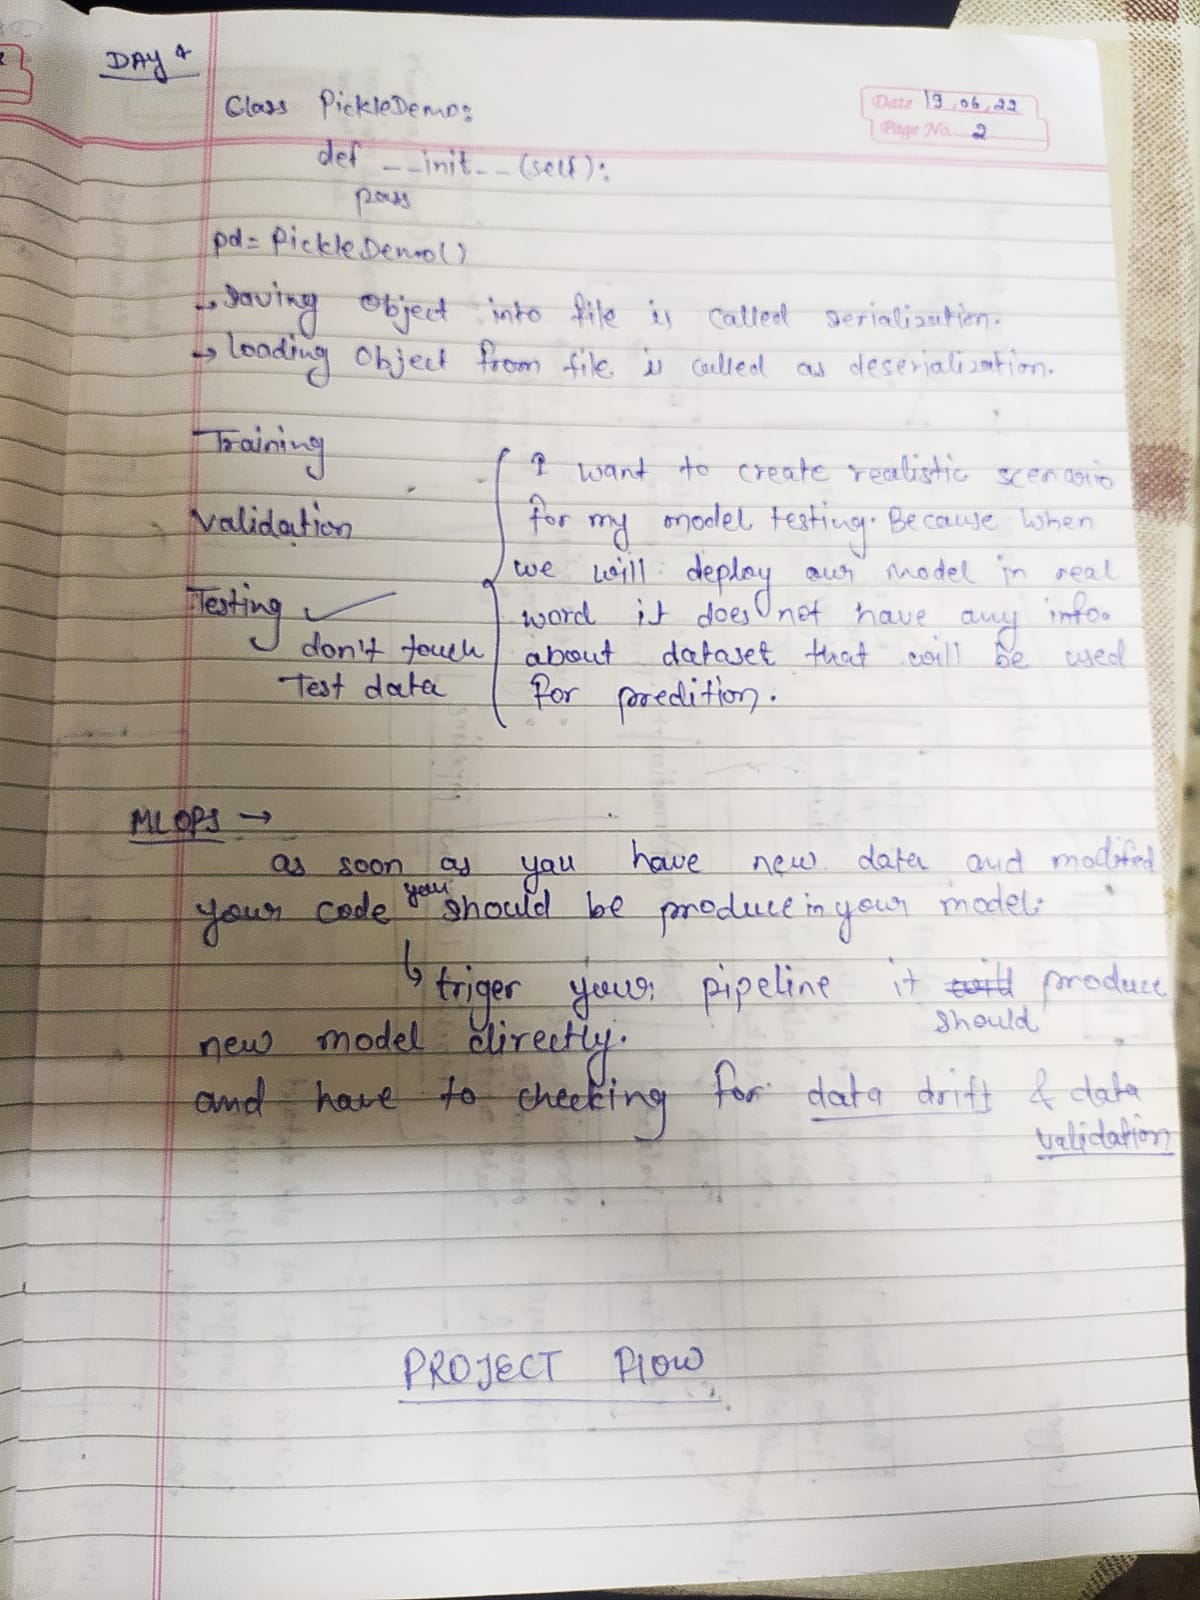 DAY 4
Date 19.06.22
Page No. 2
Class PickleDemo:
def __init__(self):
pass
pd = PickleDemo()
→ Saving Object into file is called serialization.
→ loading Object from file is called as deserialization.
Training
Validation
Testing ✓
↳ don't touch
Test data
I want to create realistic scenario
for my model testing. Because when
we will deploy our model in real
word it does not have any info.
about dataset that will be used
for predition.
MLOPS →
as soon as you have new data and modified
your code you should be produce in your model.
↳ triger your pipeline it should produce
new model directly.
and have to checking for data drift & data
validation
PROJECT Flow